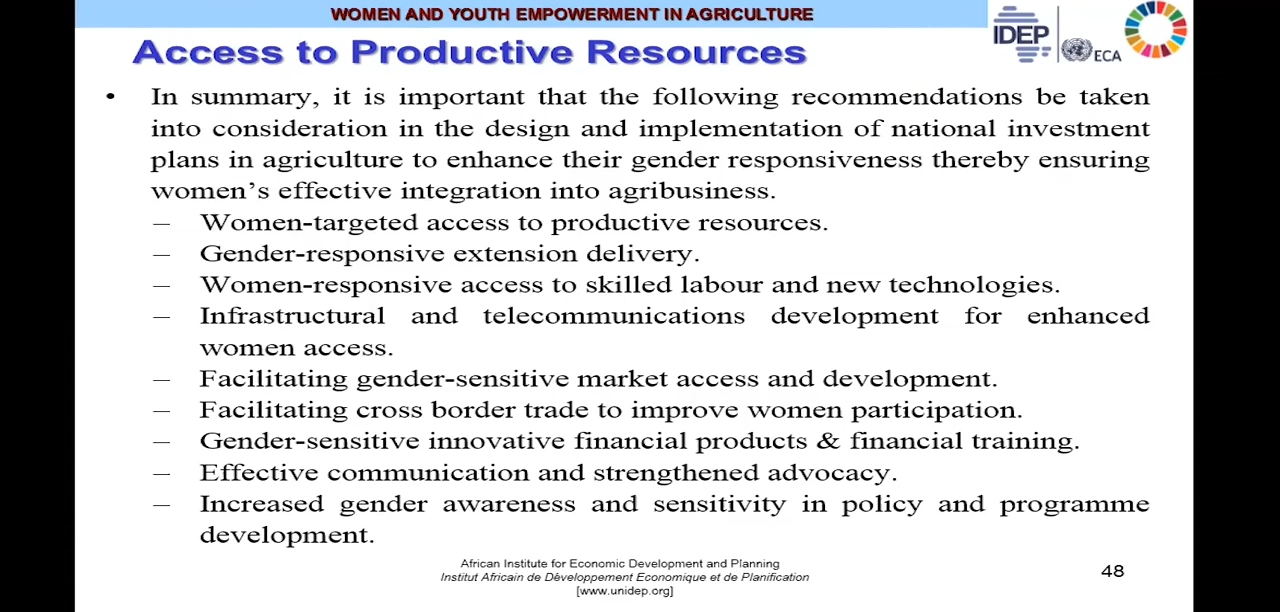 WOMEN AND YOUTH EMPOWERMENT IN AGRICULTURE
Access to Productive Resources
IDEP
ECA
• In summary, it is important that the following recommendations be taken
into consideration in the design and implementation of national investment
plans in agriculture to enhance their gender responsiveness thereby ensuring
women's effective integration into agribusiness.
– Women-targeted access to productive resources.
– Gender-responsive extension delivery.
– Women-responsive access to skilled labour and new technologies.
– Infrastructural and telecommunications development for enhanced
women access.
– Facilitating gender-sensitive market access and development.
– Facilitating cross border trade to improve women participation.
– Gender-sensitive innovative financial products & financial training.
– Effective communication and strengthened advocacy.
– Increased gender awareness and sensitivity in policy and programme
development.
African Institute for Economic Development and Planning
Institut Africain de Développement Economique et de Planification
[www.unidep.org]
48